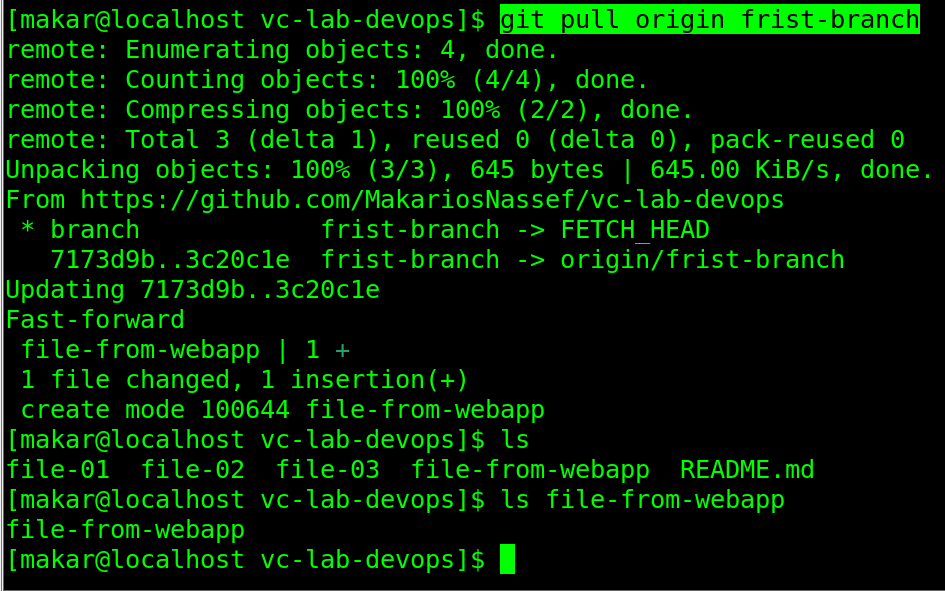 [makar@localhost vc-lab-devops]$ git pull origin frist-branch
remote: Enumerating objects: 4, done.
remote: Counting objects: 100% (4/4), done.
remote: Compressing objects: 100% (2/2), done.
remote: Total 3 (delta 1), reused 0 (delta 0), pack-reused 0
Unpacking objects: 100% (3/3), 645 bytes | 645.00 KiB/s, done.
From https://github.com/MakariosNassef/vc-lab-devops
 * branch            frist-branch -> FETCH_HEAD
   7173d9b..3c20c1e  frist-branch -> origin/frist-branch
Updating 7173d9b..3c20c1e
Fast-forward
 file-from-webapp | 1 +
 1 file changed, 1 insertion(+)
 create mode 100644 file-from-webapp
[makar@localhost vc-lab-devops]$ ls
file-01  file-02  file-03  file-from-webapp  README.md
[makar@localhost vc-lab-devops]$ ls file-from-webapp
file-from-webapp
[makar@localhost vc-lab-devops]$